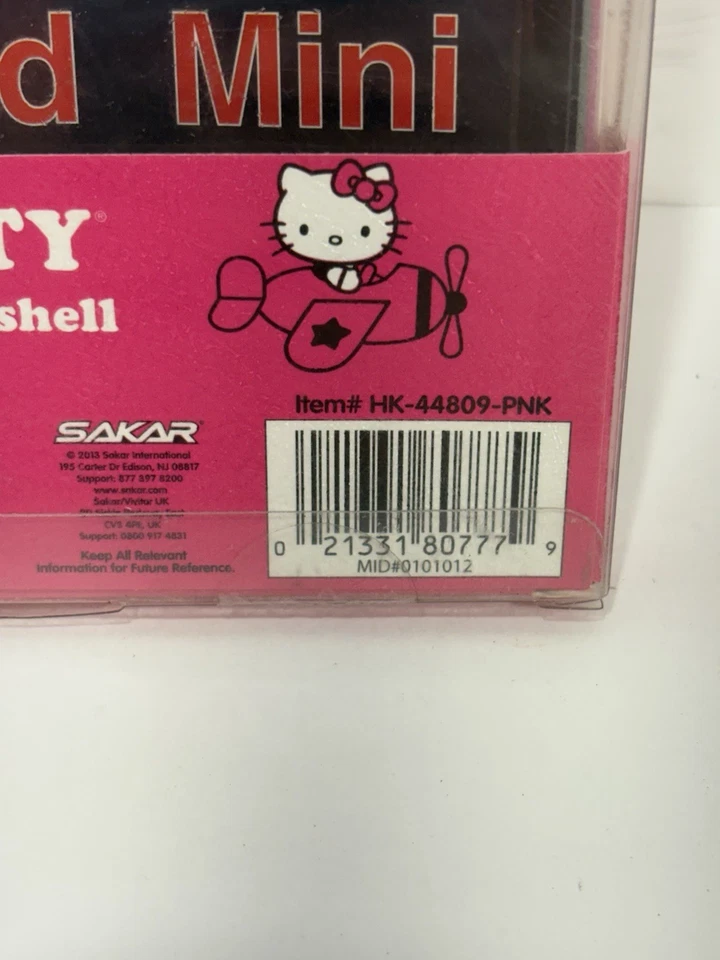 d Mini
TY®
shell
Item# HK-44809-PNK
SAKAR®
© 2013 Sakar International
195 Carter Dr Edison, NJ 08817
Support: 877 397 8200
www.sakar.com
Sakar/Vivitar UK
CV3 4PE, UK
Support: 0800 917 4831
Keep All Relevant
Information for Future Reference.
0 21331 80777 9
MID#0101012